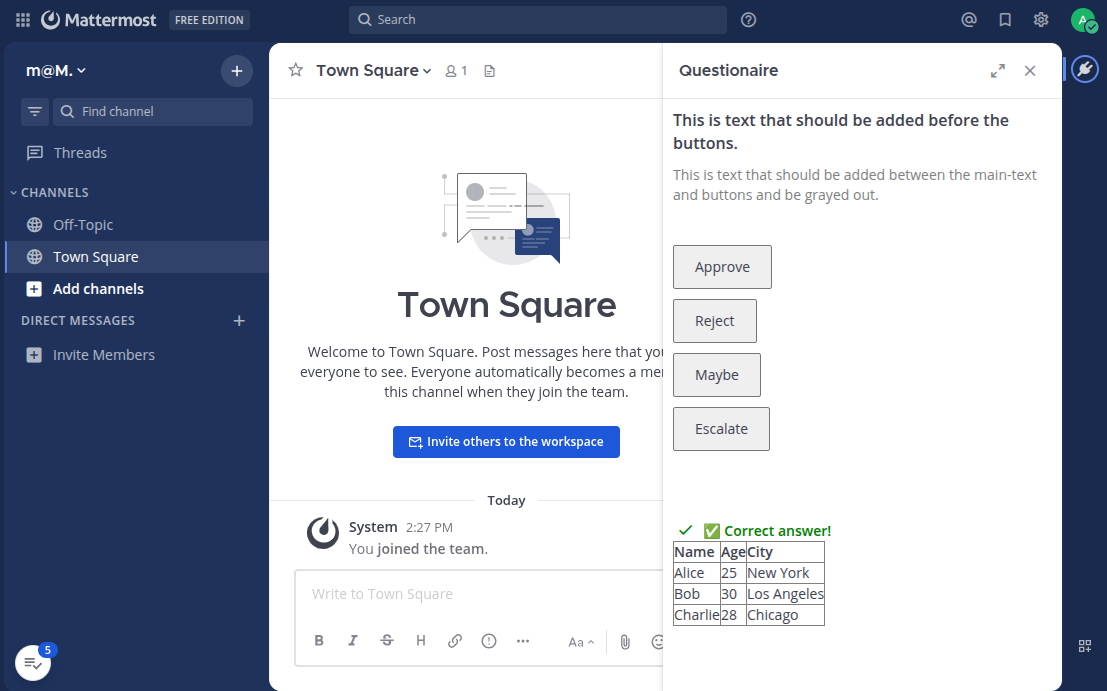 Mattermost FREE EDITION
Search
A
m@M.
Find channel
Threads
CHANNELS
Off-Topic
Town Square
Add channels
DIRECT MESSAGES
Invite Members
5
Town Square 1
Town Square
Welcome to Town Square. Post messages here that you
everyone to see. Everyone automatically becomes a me
this channel when they join the team.
Invite others to the workspace
Today
System 2:27 PM
You joined the team.
Write to Town Square
B I S H Aa
Questionaire
This is text that should be added before the
buttons.
This is text that should be added between the main-text
and buttons and be grayed out.
Approve
Reject
Maybe
Escalate
✅ Correct answer!
Name Age City
Alice 25 New York
Bob 30 Los Angeles
Charlie 28 Chicago